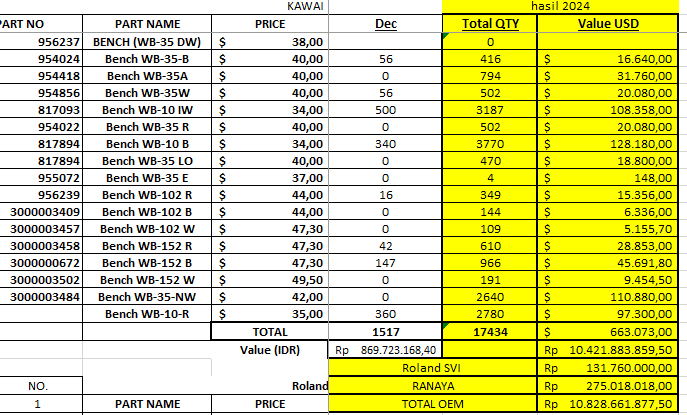 KAWAI hasil 2024
PART NO PART NAME PRICE Dec Total QTY Value USD
956237 BENCH (WB-35 DW) $ 38,00 0
954024 Bench WB-35-B $ 40,00 56 416 $ 16.640,00
954418 Bench WB-35A $ 40,00 0 794 $ 31.760,00
954856 Bench WB-35W $ 40,00 56 502 $ 20.080,00
817093 Bench WB-10 IW $ 34,00 500 3187 $ 108.358,00
954022 Bench WB-35 R $ 40,00 0 502 $ 20.080,00
817894 Bench WB-10 B $ 34,00 340 3770 $ 128.180,00
817894 Bench WB-35 LO $ 40,00 0 470 $ 18.800,00
955072 Bench WB-35 E $ 37,00 0 4 $ 148,00
956239 Bench WB-102 R $ 44,00 16 349 $ 15.356,00
3000003409 Bench WB-102 B $ 44,00 0 144 $ 6.336,00
3000003457 Bench WB-102 W $ 47,30 0 109 $ 5.155,70
3000003458 Bench WB-152 R $ 47,30 42 610 $ 28.853,00
3000000672 Bench WB-152 B $ 47,30 147 966 $ 45.691,80
3000003502 Bench WB-152 W $ 49,50 0 191 $ 9.454,50
3000003484 Bench WB-35-NW $ 42,00 0 2640 $ 110.880,00
Bench WB-10-R $ 35,00 360 2780 $ 97.300,00
TOTAL 1517 17434 $ 663.073,00
Value (IDR) Rp 869.723.168,40 Rp 10.421.883.859,50
Roland SVI Rp 131.760.000,00
NO. Roland RANAYA Rp 275.018.018,00
1 PART NAME PRICE TOTAL OEM Rp 10.828.661.877,50